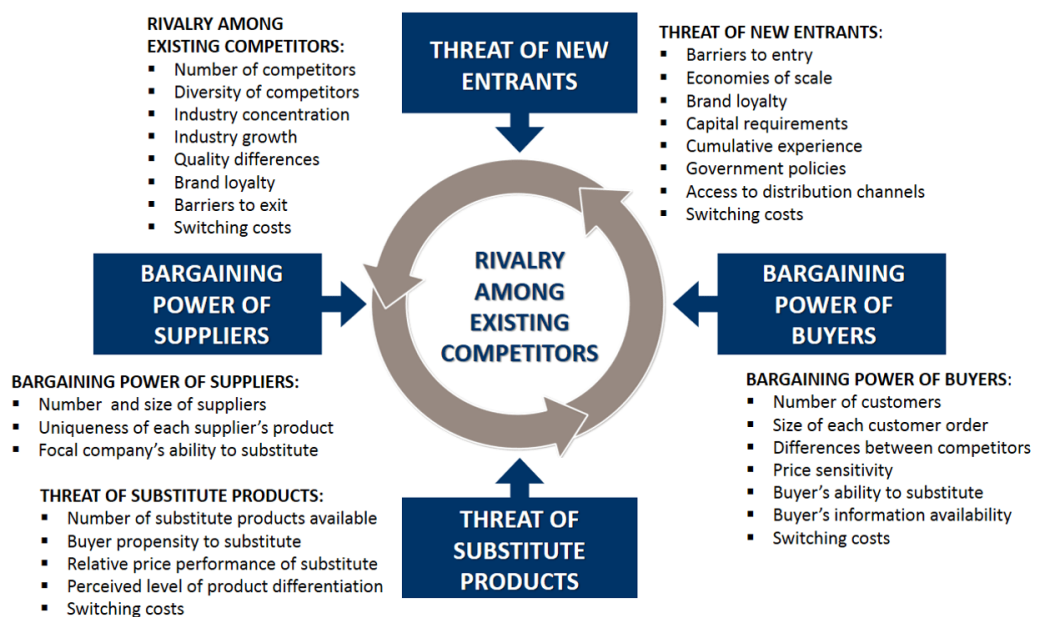 RIVALRY AMONG
EXISTING COMPETITORS:
▪ Number of competitors
▪ Diversity of competitors
▪ Industry concentration
▪ Industry growth
▪ Quality differences
▪ Brand loyalty
▪ Barriers to exit
▪ Switching costs
THREAT OF NEW
ENTRANTS
THREAT OF NEW ENTRANTS:
▪ Barriers to entry
▪ Economies of scale
▪ Brand loyalty
▪ Capital requirements
▪ Cumulative experience
▪ Government policies
▪ Access to distribution channels
▪ Switching costs
BARGAINING
POWER OF
SUPPLIERS
RIVALRY
AMONG
EXISTING
COMPETITORS
BARGAINING
POWER OF
BUYERS
BARGAINING POWER OF SUPPLIERS:
▪ Number and size of suppliers
▪ Uniqueness of each supplier's product
▪ Focal company's ability to substitute
BARGAINING POWER OF BUYERS:
▪ Number of customers
▪ Size of each customer order
▪ Differences between competitors
▪ Price sensitivity
▪ Buyer's ability to substitute
▪ Buyer's information availability
▪ Switching costs
THREAT OF SUBSTITUTE PRODUCTS:
▪ Number of substitute products available
▪ Buyer propensity to substitute
▪ Relative price performance of substitute
▪ Perceived level of product differentiation
▪ Switching costs
THREAT OF
SUBSTITUTE
PRODUCTS